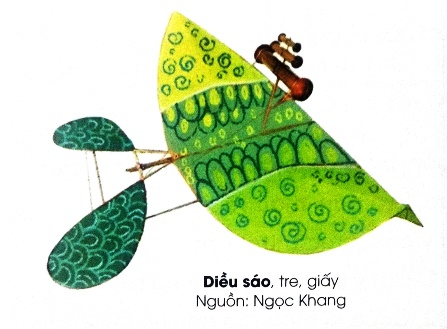 Diều sáo, tre, giấy
Nguồn: Ngọc Khang